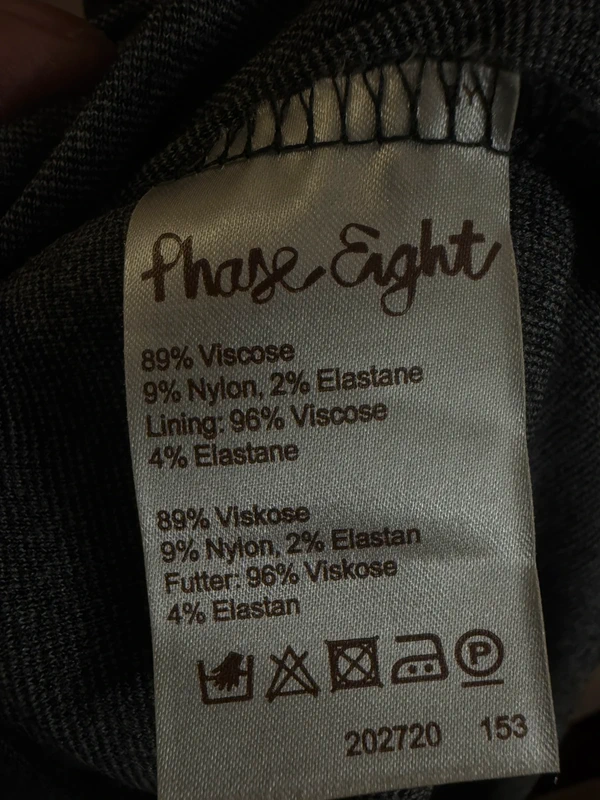 Phase Eight
89% Viscose
9% Nylon, 2% Elastane
Lining: 96% Viscose
4% Elastane
89% Viskose
9% Nylon, 2% Elastan
Futter: 96% Viskose
4% Elastan
P
202720 153